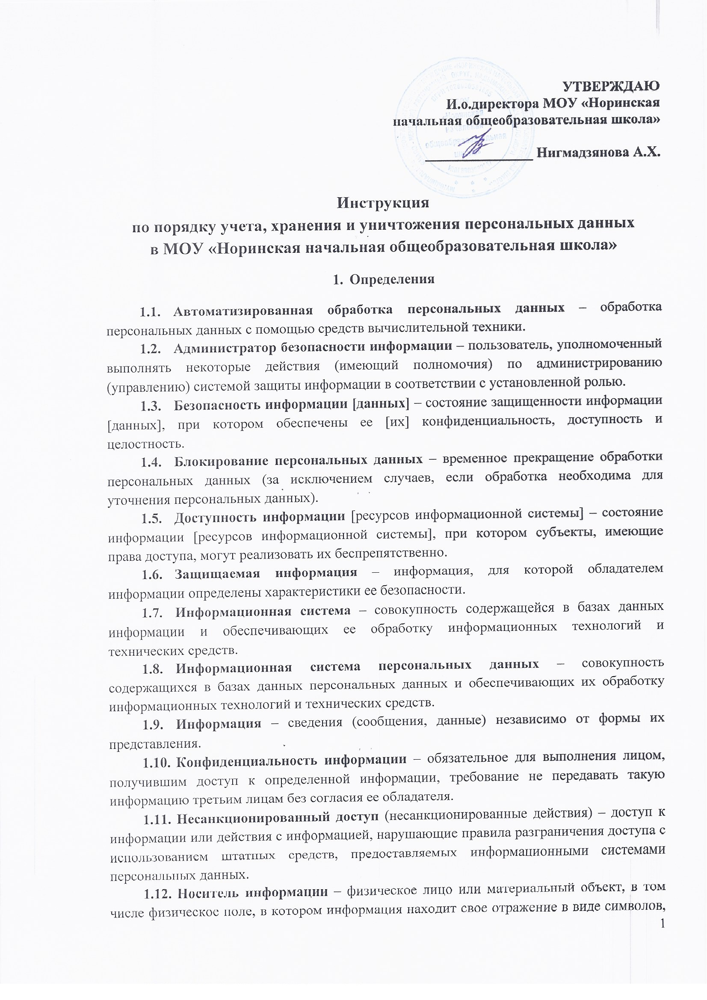 УТВЕРЖДАЮ
И.о.директора МОУ «Норинская
начальная общеобразовательная школа»
Нигмадзянова А.Х.
Инструкция
по порядку учета, хранения и уничтожения персональных данных
в МОУ «Норинская начальная общеобразовательная школа»
1. Определения
1.1. Автоматизированная обработка персональных данных – обработка
персональных данных с помощью средств вычислительной техники.
1.2. Администратор безопасности информации – пользователь, уполномоченный
выполнять некоторые действия (имеющий полномочия) по администрированию
(управлению) системой защиты информации в соответствии с установленной ролью.
1.3. Безопасность информации [данных] – состояние защищенности информации
[данных], при котором обеспечены ее [их] конфиденциальность, доступность и
целостность.
1.4. Блокирование персональных данных – временное прекращение обработки
персональных данных (за исключением случаев, если обработка необходима для
уточнения персональных данных).
1.5. Доступность информации [ресурсов информационной системы] – состояние
информации [ресурсов информационной системы], при котором субъекты, имеющие
права доступа, могут реализовать их беспрепятственно.
1.6. Защищаемая информация – информация, для которой обладателем
информации определены характеристики ее безопасности.
1.7. Информационная система – совокупность содержащейся в базах данных
информации и обеспечивающих ее обработку информационных технологий и
технических средств.
1.8. Информационная система персональных данных – совокупность
содержащихся в базах данных персональных данных и обеспечивающих их обработку
информационных технологий и технических средств.
1.9. Информация – сведения (сообщения, данные) независимо от формы их
представления.
1.10. Конфиденциальность информации – обязательное для выполнения лицом,
получившим доступ к определенной информации, требование не передавать такую
информацию третьим лицам без согласия ее обладателя.
1.11. Несанкционированный доступ (несанкционированные действия) – доступ к
информации или действия с информацией, нарушающие правила разграничения доступа с
использованием штатных средств, предоставляемых информационными системами
персональных данных.
1.12. Носитель информации – физическое лицо или материальный объект, в том
числе физическое поле, в котором информация находит свое отражение в виде символов,
1